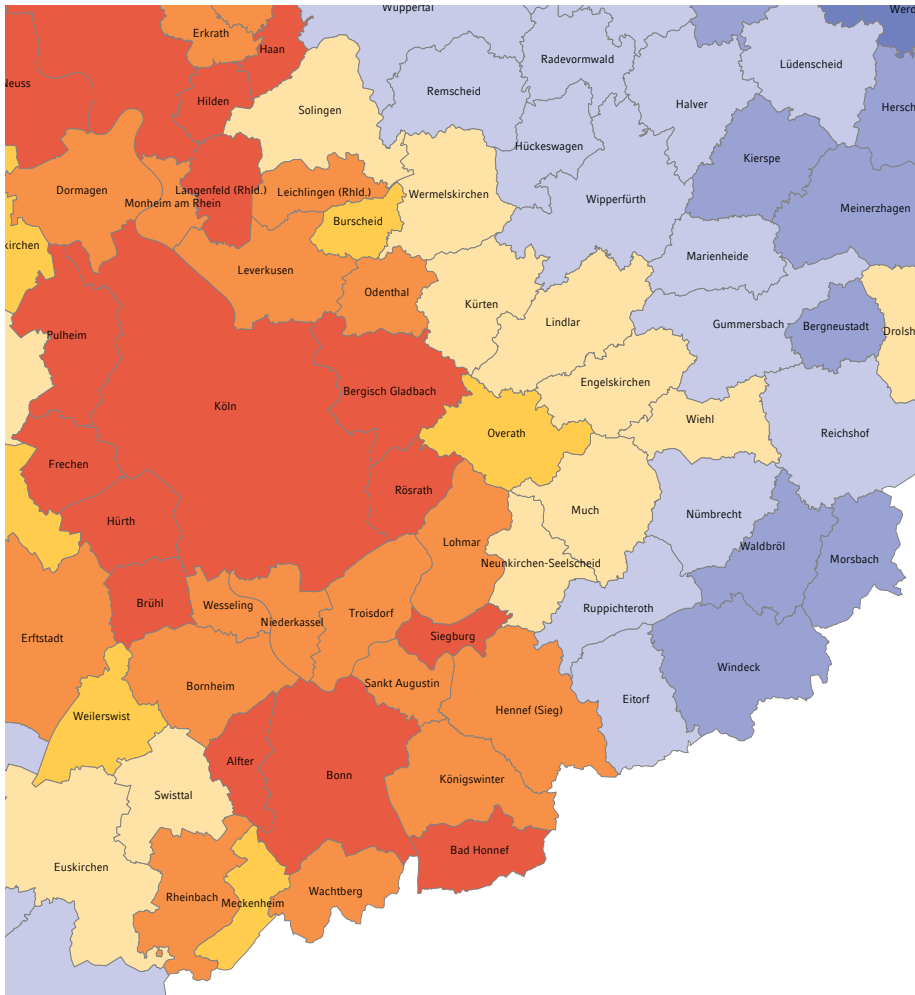 Wuppertal
Werd
Erkrath
Haan
Radevormwald
Lüdenscheid
Neuss
Remscheid
Hilden
Solingen
Halver
Hersch
Hückeswagen
Kierspe
Dormagen
Langenfeld (Rhld.)
Leichlingen (Rhld.)
Wermelskirchen
Wipperfürth
Monheim am Rhein
Meinerzhagen
Burscheid
kirchen
Marienheide
Leverkusen
Odenthal
Kürten
Lindlar
Gummersbach
Bergneustadt
Drolsh
Pulheim
Engelskirchen
Bergisch Gladbach
Köln
Wiehl
Overath
Reichshof
Frechen
Rösrath
Much
Nümbrecht
Hürth
Lohmar
Waldbröl
Morsbach
Neunkirchen-Seelscheid
Brühl
Wesseling
Ruppichteroth
Troisdorf
Niederkassel
Erftstadt
Siegburg
Windeck
Sankt Augustin
Bornheim
Eitorf
Hennef (Sieg)
Weilerswist
Alfter
Bonn
Königswinter
Swisttal
Bad Honnef
Euskirchen
Wachtberg
Rheinbach
Meckenheim